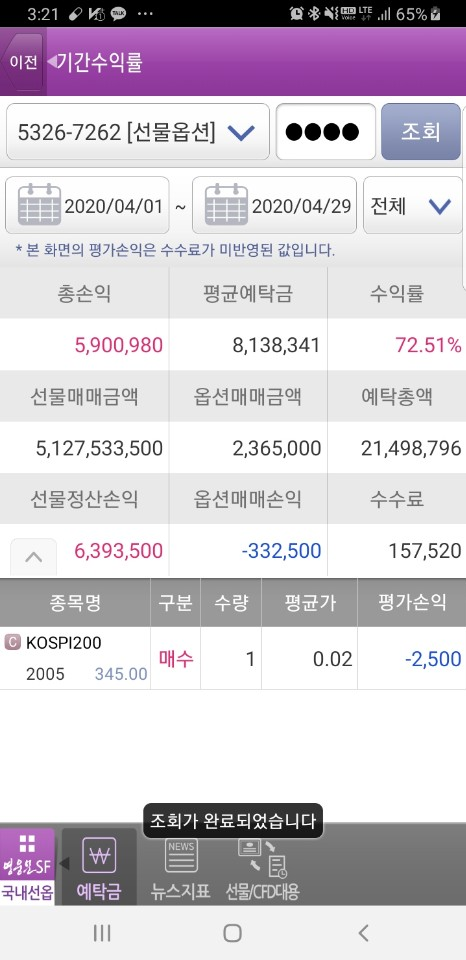 3:21 TALK ... HD Voice LTE 65%
이전 기간수익률
5326-7262 [선물옵션] ●●●● 조회
2020/04/01 ~ 2020/04/29 전체
* 본 화면의 평가손익은 수수료가 미반영된 값입니다.
총손익 평균예탁금 수익률
5,900,980 8,138,341 72.51%
선물매매금액 옵션매매금액 예탁총액
5,127,533,500 2,365,000 21,498,796
선물정산손익 옵션매매손익 수수료
6,393,500 -332,500 157,520
종목명 구분 수량 평균가 평가손익
C KOSPI200 매수 1 0.02 -2,500
2005 345.00
조회가 완료되었습니다
영웅문SF ₩ NEWS
국내선옵 예탁금 뉴스지표 선물/CFD대용